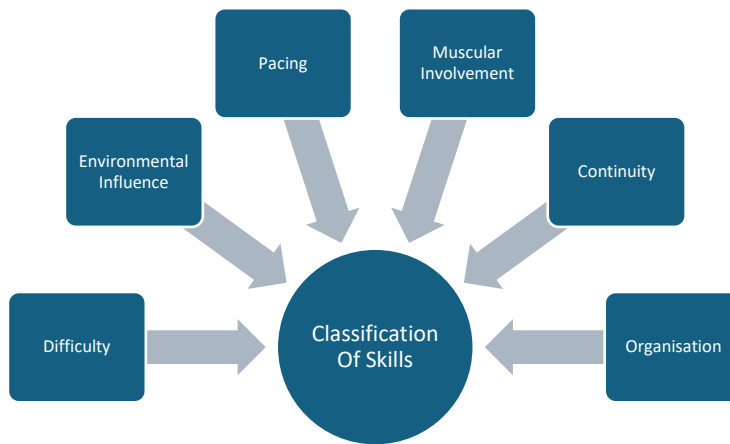 Pacing
Muscular
Involvement
Environmental
Influence
Continuity
Difficulty
Classification
Of Skills
Organisation